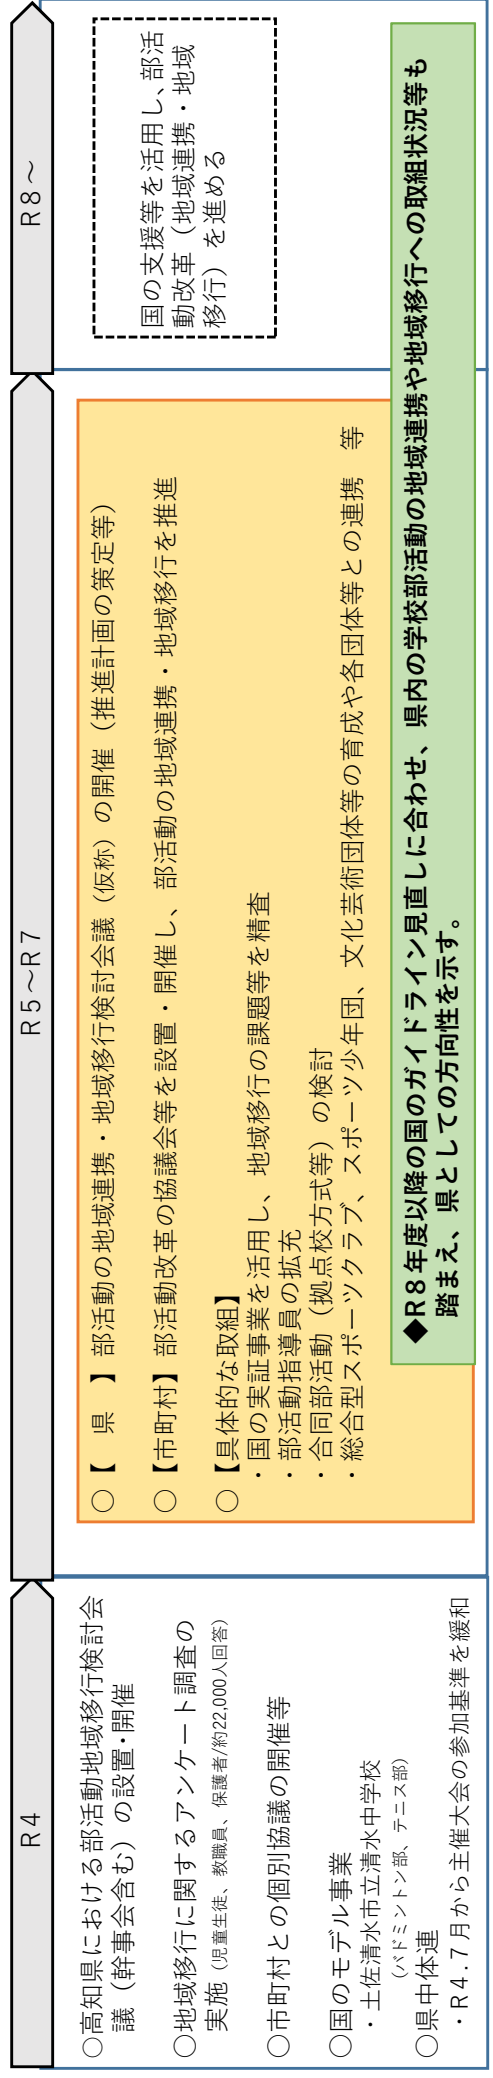 R4
○高知県における部活動地域移行検討会
議（幹事会含む）の設置･開催
○地域移行に関するアンケート調査の
実施（児童生徒、教職員、保護者/約22,000人回答）
○市町村との個別協議の開催等
○国のモデル事業
・土佐清水市立清水中学校
（バドミントン部、テニス部）
○県中体連
・R4.7月から主催大会の参加基準を緩和
R5～R7
○【　県　】部活動の地域連携・地域移行検討会議（仮称）の開催（推進計画の策定等）
○【市町村】部活動改革の協議会等を設置・開催し、部活動の地域連携・地域移行を推進
○【具体的な取組】
・国の実証事業を活用し、地域移行の課題等を精査
・部活動指導員の拡充
・合同部活動（拠点校方式等）の検討
・総合型スポーツクラブ、スポーツ少年団、文化芸術団体等の育成や各団体等との連携　等
R8～
国の支援等を活用し、部活
動改革（地域連携・地域
移行）を進める
◆R8年度以降の国のガイドライン見直しに合わせ、県内の学校部活動の地域連携や地域移行への取組状況等も
踏まえ、県としての方向性を示す。